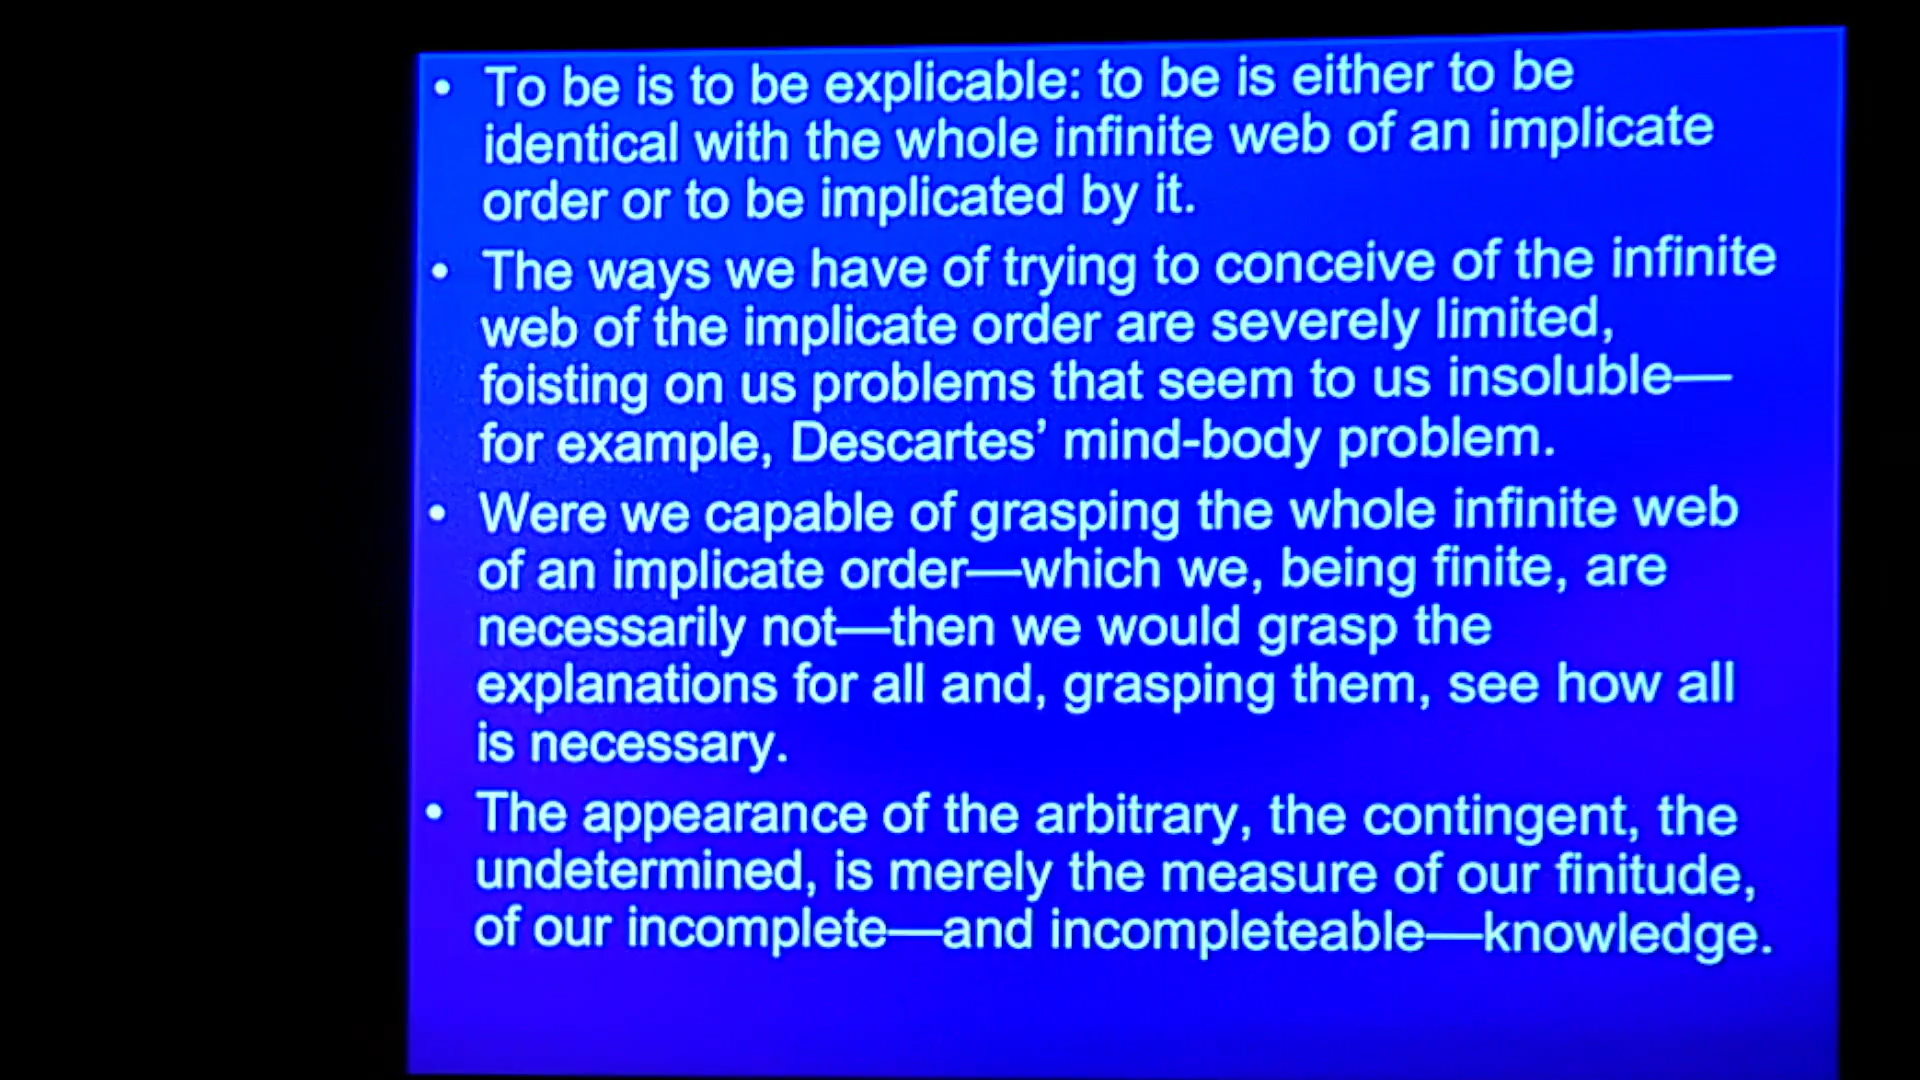 • To be is to be explicable: to be is either to be
identical with the whole infinite web of an implicate
order or to be implicated by it.
• The ways we have of trying to conceive of the infinite
web of the implicate order are severely limited,
foisting on us problems that seem to us insoluble—
for example, Descartes’ mind-body problem.
• Were we capable of grasping the whole infinite web
of an implicate order—which we, being finite, are
necessarily not—then we would grasp the
explanations for all and, grasping them, see how all
is necessary.
• The appearance of the arbitrary, the contingent, the
undetermined, is merely the measure of our finitude,
of our incomplete—and incompleteable—knowledge.